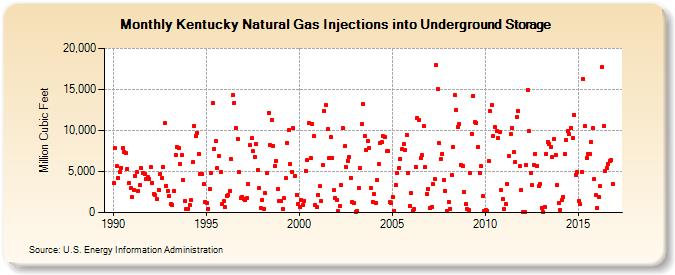 Monthly Kentucky Natural Gas Injections into Underground Storage
Million Cubic Feet
20,000
15,000
10,000
5,000
0
1990 1995 2000 2005 2010 2015
Source: U.S. Energy Information Administration